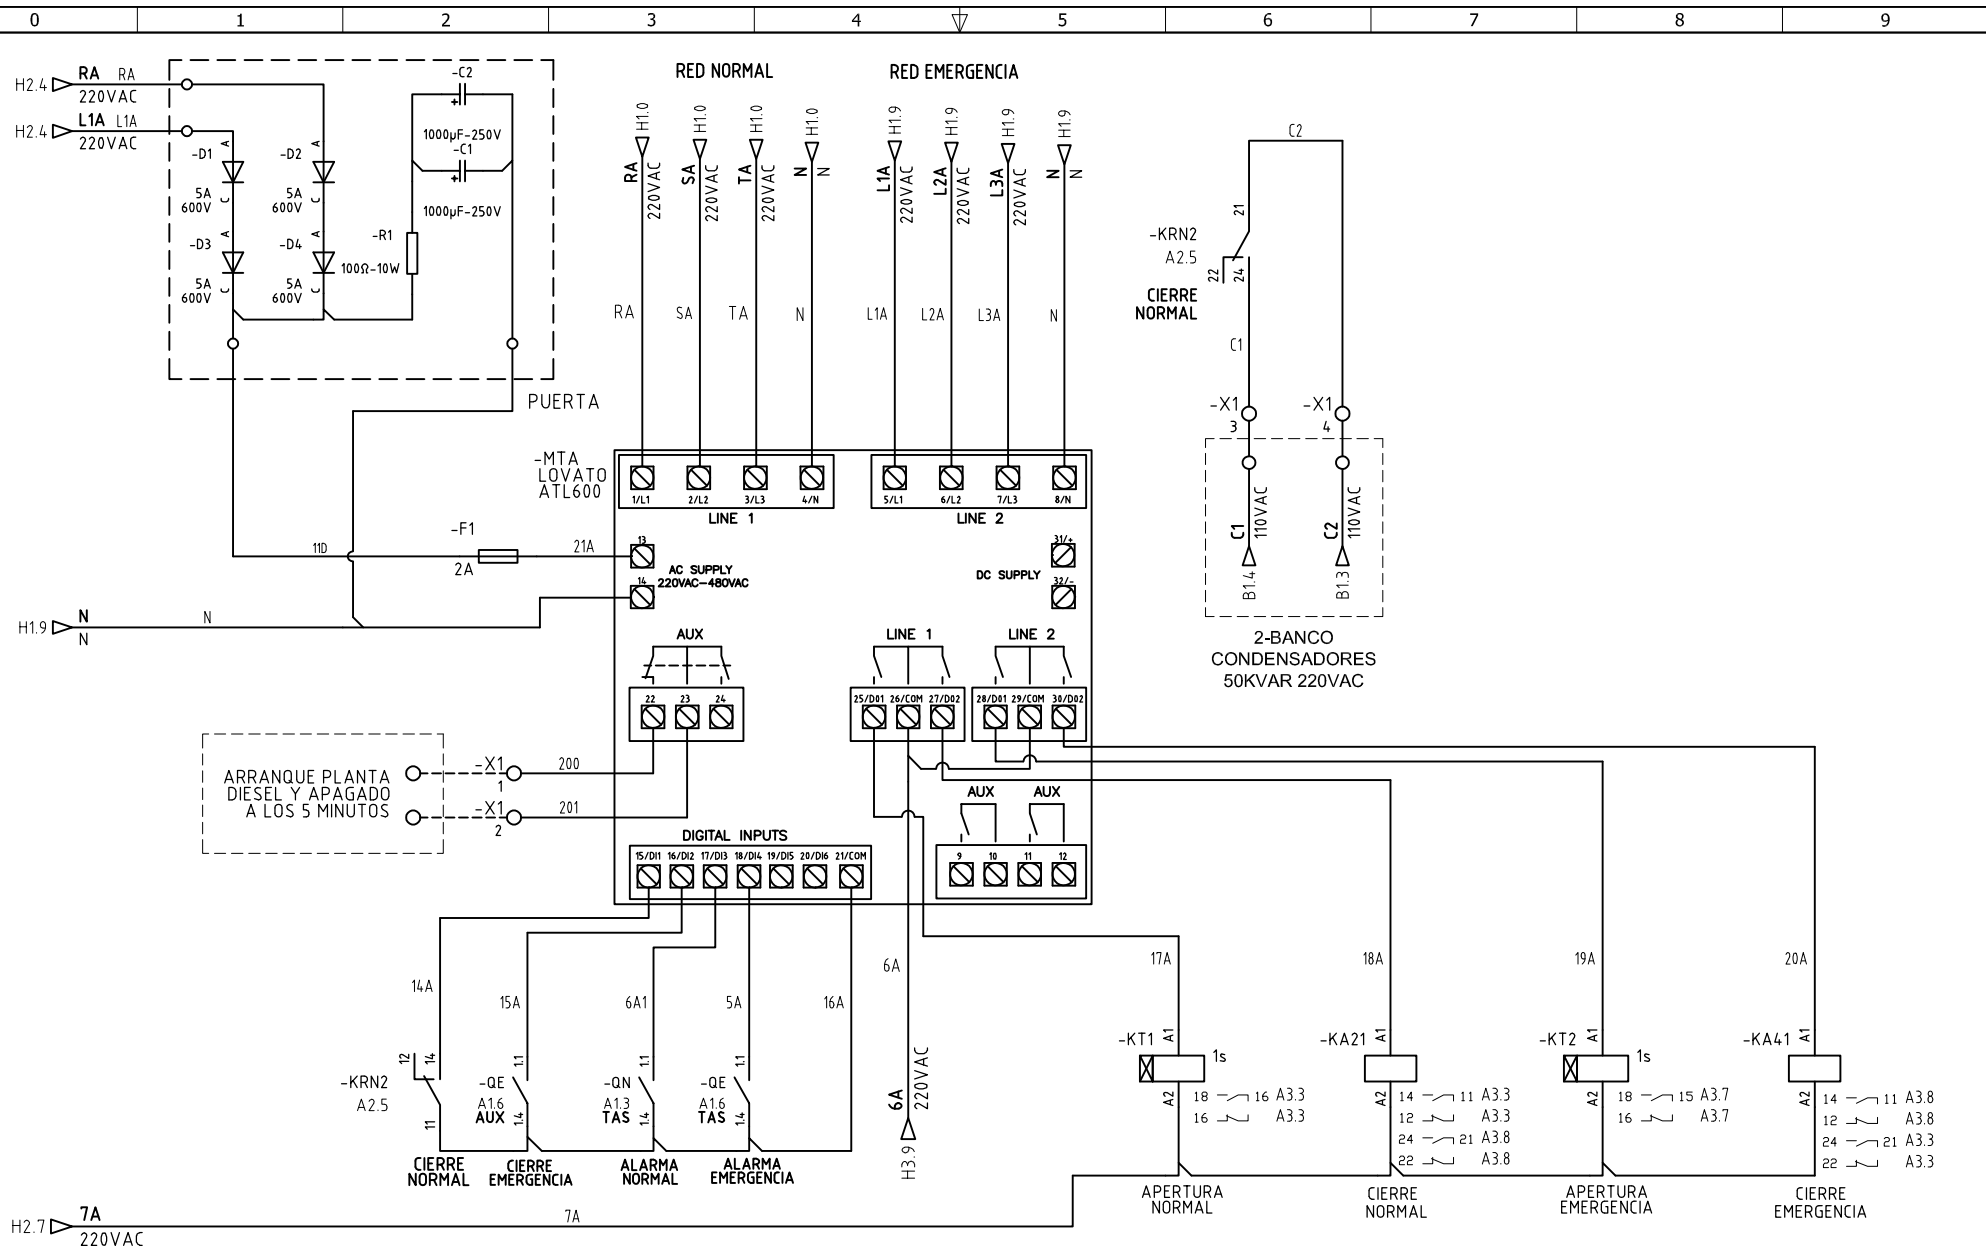 0 1 2 3 4 5 6 7 8 9
H2.4 RA RA
220VAC
H2.4 L1A L1A
220VAC
-D1
A
5A
600V
C
-D2
A
5A
600V
C
-D3
A
5A
600V
C
-D4
A
5A
600V
C
-C2
+
1000µF-250V
-C1
+
1000µF-250V
-R1
100Ω-10W
PUERTA
RED NORMAL
H1.0 H1.0 H1.0 H1.0
RA
220VAC
SA
220VAC
TA
220VAC
N
N
RA SA TA N
RED EMERGENCIA
H1.9 H1.9 H1.9 H1.9
L1A
220VAC
L2A
220VAC
L3A
220VAC
N
N
L1A L2A L3A N
C2
21
-KRN2
A2.5
22 24
CIERRE
NORMAL
C1
-X1
3
-X1
4
C1
110VAC
C2
110VAC
B1.4
B1.3
2-BANCO
CONDENSADORES
50KVAR 220VAC
-MTA
LOVATO
ATL600
1/L1 2/L2 3/L3 4/N
LINE 1
5/L1 6/L2 7/L3 8/N
LINE 2
-F1
11D
2A
21A
13
AC SUPPLY
220VAC-480VAC
14
31/+
DC SUPPLY
32/-
H1.9 N
N
N
AUX
22 23 24
LINE 1
25/DO1 26/COM 27/DO2
LINE 2
28/DO1 29/COM 30/DO2
ARRANQUE PLANTA
DIESEL Y APAGADO
A LOS 5 MINUTOS
-X1
1
200
-X1
2
201
AUX AUX
9 10 11 12
DIGITAL INPUTS
15/DI1 16/DI2 17/DI3 18/DI4 19/DI5 20/DI6 21/COM
14A 15A 6A1 5A 16A
12 14
-KRN2
A2.5
11
CIERRE
NORMAL
1.1
-QE
A1.6
AUX
1.4
CIERRE
EMERGENCIA
1.1
-QN
A1.3
TAS
1.4
ALARMA
NORMAL
1.1
-QE
A1.6
TAS
1.4
ALARMA
EMERGENCIA
6A
6A
220VAC
H3.9
17A
-KT1
A1
1s
A2
18 16 A3.3
16 A3.3
APERTURA
NORMAL
18A
-KA21
A1
A2
14 11 A3.3
12 A3.3
24 21 A3.8
22 A3.8
CIERRE
NORMAL
19A
-KT2
A1
1s
A2
18 15 A3.7
16 A3.7
APERTURA
EMERGENCIA
20A
-KA41
A1
A2
14 11 A3.8
12 A3.8
24 21 A3.3
22 A3.3
CIERRE
EMERGENCIA
H2.7 7A
220VAC
7A